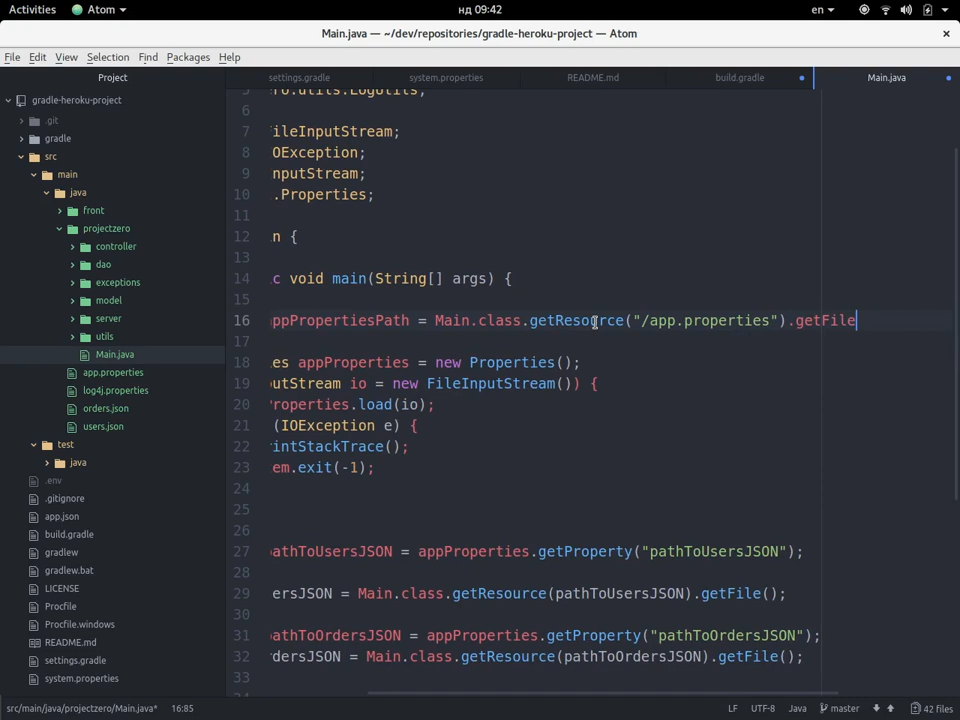 Activities
Atom
нд 09:42
en
Main.java — ~/dev/repositories/gradle-heroku-project — Atom
File Edit View Selection Find Packages Help
Project
settings.gradle
system.properties
README.md
build.gradle
Main.java
gradle-heroku-project
.git
gradle
src
main
java
front
projectzero
controller
dao
exceptions
model
server
utils
Main.java
app.properties
log4j.properties
orders.json
users.json
test
java
.env
.gitignore
app.json
build.gradle
gradlew
gradlew.bat
LICENSE
Procfile
Procfile.windows
README.md
settings.gradle
system.properties
5 ero.utils.LogUtils;
6
7 ileInputStream;
8 OException;
9 nputStream;
10 .Properties;
11
12 n {
13
14 c void main(String[] args) {
15
16 ppPropertiesPath = Main.class.getResource("/app.properties").getFile
17
18 es appProperties = new Properties();
19 utStream io = new FileInputStream()) {
20 roperties.load(io);
21 (IOException e) {
22 intStackTrace();
23 em.exit(-1);
24
25
26
27 athToUsersJSON = appProperties.getProperty("pathToUsersJSON");
28
29 ersJSON = Main.class.getResource(pathToUsersJSON).getFile();
30
31 athToOrdersJSON = appProperties.getProperty("pathToOrdersJSON");
32 dersJSON = Main.class.getResource(pathToOrdersJSON).getFile();
33
src/main/java/projectzero/Main.java* 16:85
LF UTF-8 Java master 42 files